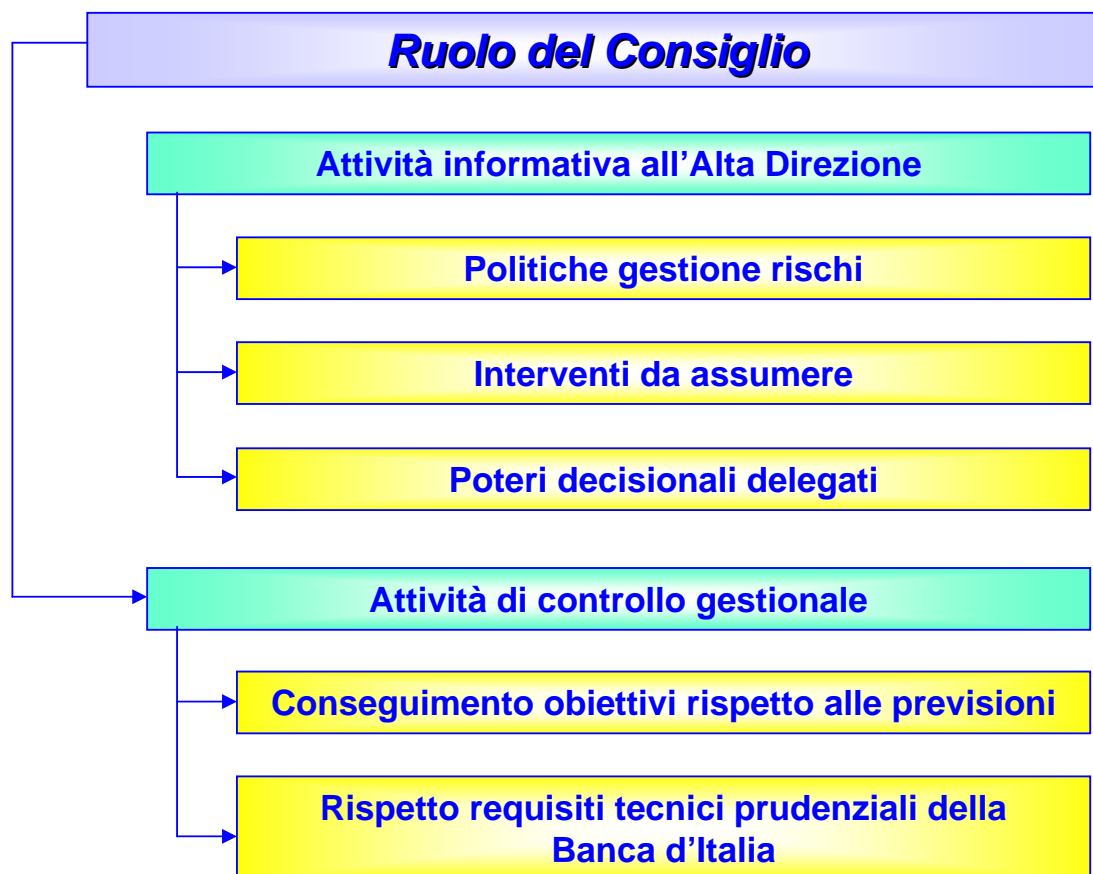 Ruolo del Consiglio
Attività informativa all’Alta Direzione
Politiche gestione rischi
Interventi da assumere
Poteri decisionali delegati
Attività di controllo gestionale
Conseguimento obiettivi rispetto alle previsioni
Rispetto requisiti tecnici prudenziali della
Banca d’Italia